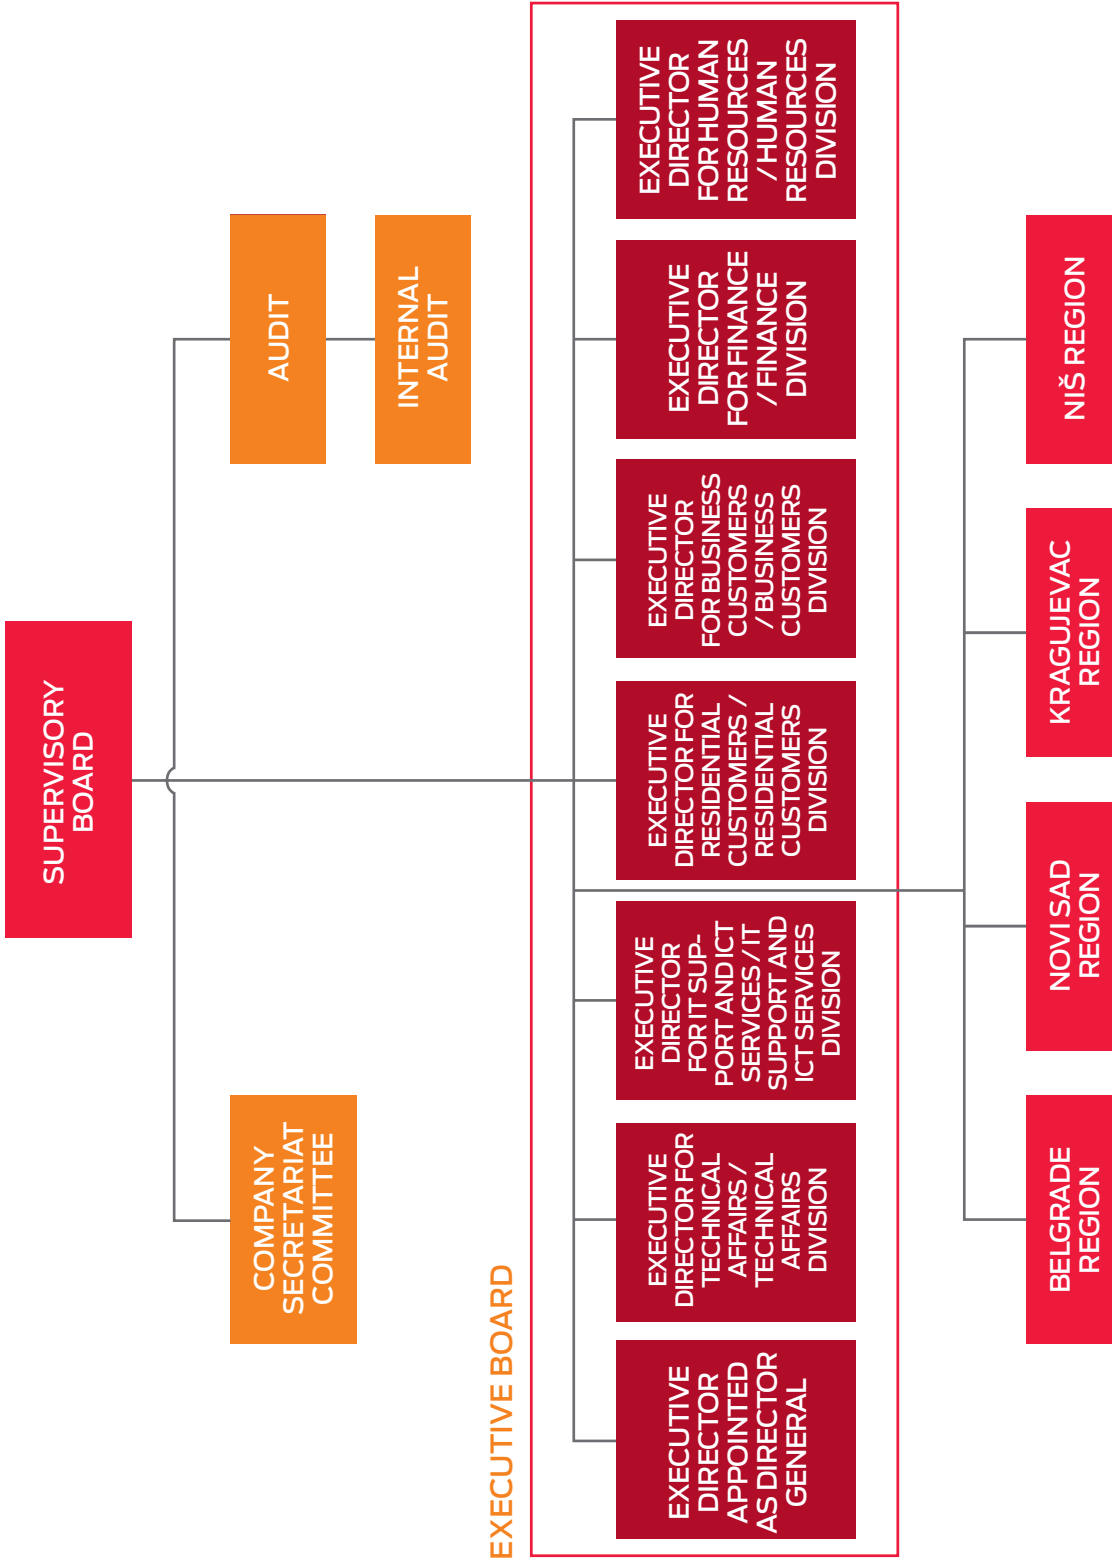 SUPERVISORY
BOARD
COMPANY
SECRETARIAT
COMMITTEE
AUDIT
INTERNAL
AUDIT
EXECUTIVE BOARD
EXECUTIVE
DIRECTOR
APPOINTED
AS DIRECTOR
GENERAL
EXECUTIVE
DIRECTOR FOR
TECHNICAL
AFFAIRS /
TECHNICAL
AFFAIRS
DIVISION
EXECUTIVE
DIRECTOR
FOR IT SUP-
PORT AND ICT
SERVICES / IT
SUPPORT AND
ICT SERVICES
DIVISION
EXECUTIVE
DIRECTOR FOR
RESIDENTIAL
CUSTOMERS /
RESIDENTIAL
CUSTOMERS
DIVISION
EXECUTIVE
DIRECTOR
FOR BUSINESS
CUSTOMERS
/ BUSINESS
CUSTOMERS
DIVISION
EXECUTIVE
DIRECTOR
FOR FINANCE
/ FINANCE
DIVISION
EXECUTIVE
DIRECTOR
FOR HUMAN
RESOURCES
/ HUMAN
RESOURCES
DIVISION
BELGRADE
REGION
NOVI SAD
REGION
KRAGUJEVAC
REGION
NIŠ REGION